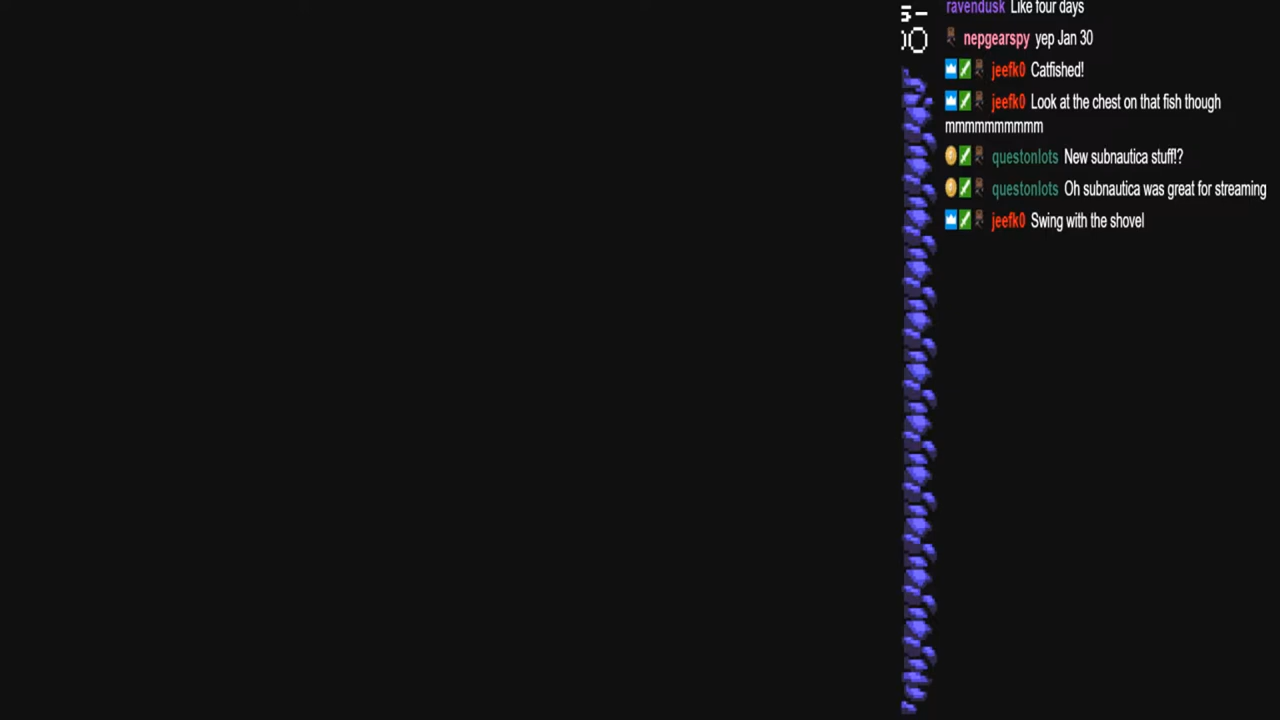 ravendusk Like four days
nepgearspy yep Jan 30
jeefk0 Catfished!
jeefk0 Look at the chest on that fish though
mmmmmmmmmm
questonlots New subnautica stuff!?
questonlots Oh subnautica was great for streaming
jeefk0 Swing with the shovel